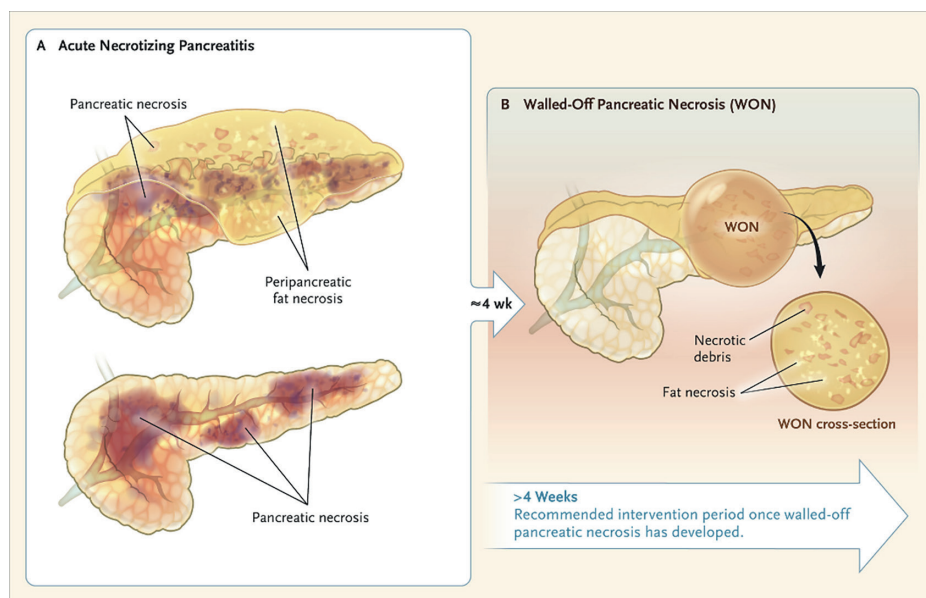 A Acute Necrotizing Pancreatitis
Pancreatic necrosis
Peripancreatic
fat necrosis
Pancreatic necrosis
≈4 wk
B Walled-Off Pancreatic Necrosis (WON)
WON
Necrotic
debris
Fat necrosis
WON cross-section
>4 Weeks
Recommended intervention period once walled-off
pancreatic necrosis has developed.